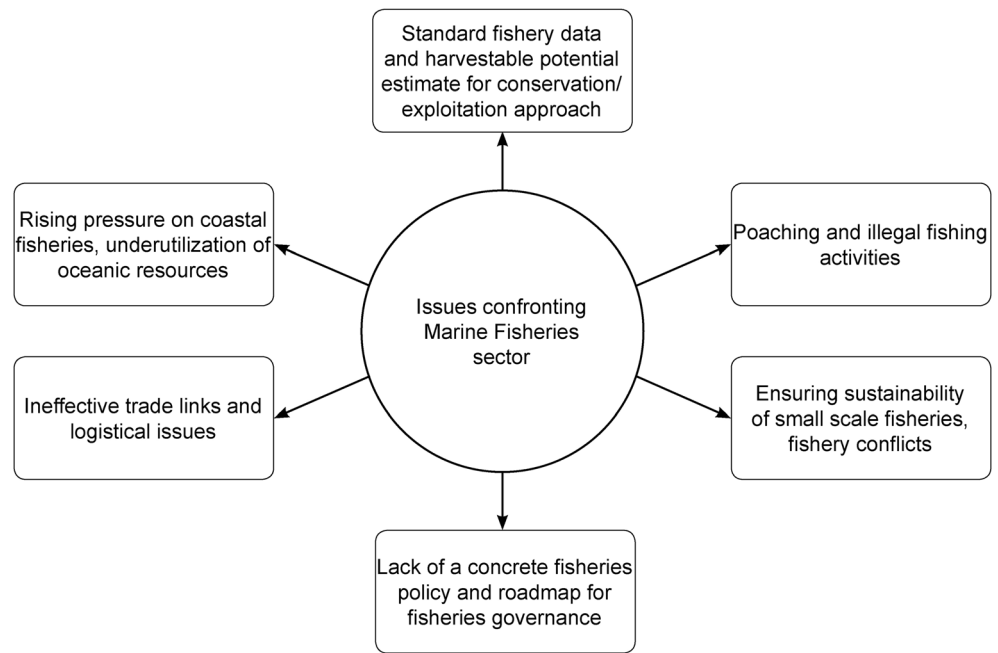 Standard fishery data
and harvestable potential
estimate for conservation/
exploitation approach
Rising pressure on coastal
fisheries, underutilization of
oceanic resources
Poaching and illegal fishing
activities
Issues confronting
Marine Fisheries
sector
Ineffective trade links and
logistical issues
Ensuring sustainability
of small scale fisheries,
fishery conflicts
Lack of a concrete fisheries
policy and roadmap for
fisheries governance